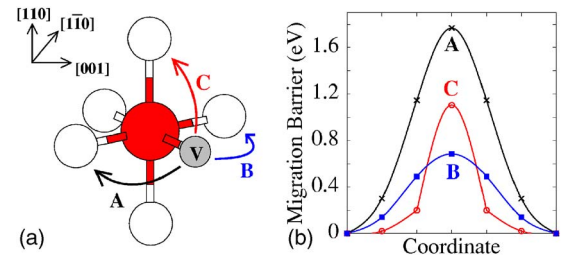 [110]
[11̄0]
[001]
C
V
B
A
(a)
Migration Barrier (eV)
1.6
1.2
0.8
0.4
0
A
C
B
Coordinate
(b)